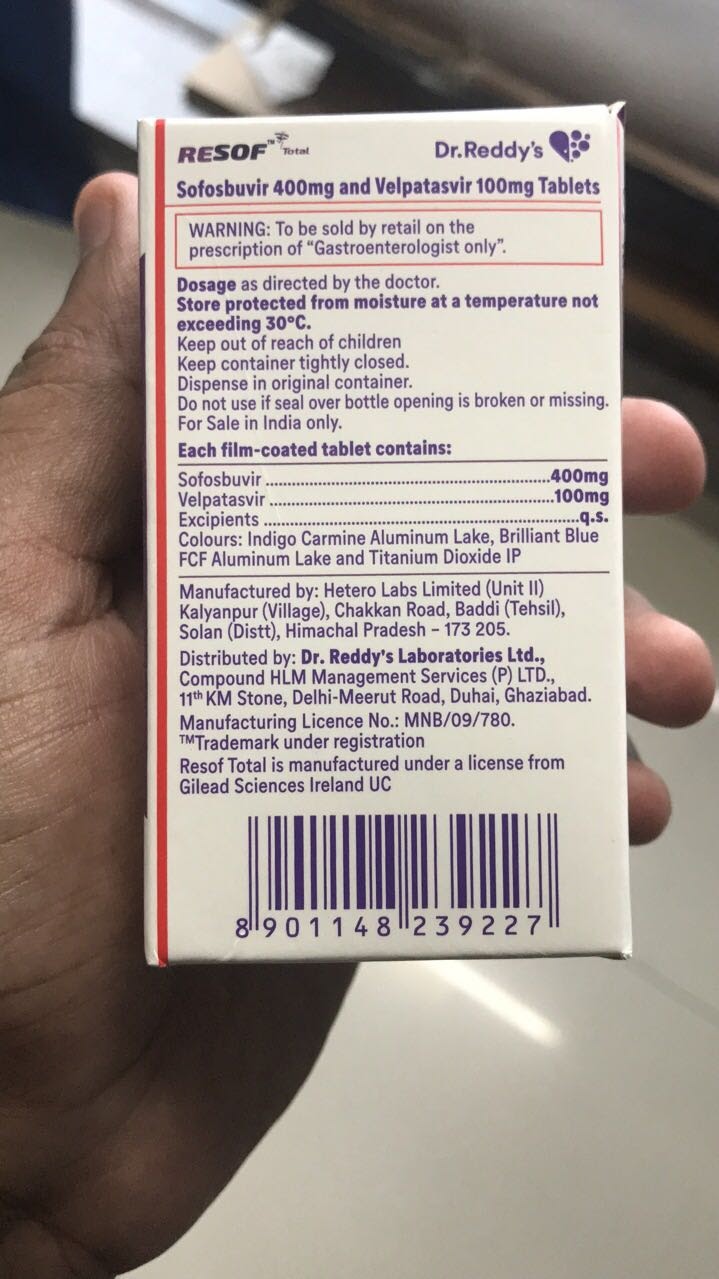 RESOF™ Total
Dr.Reddy's
Sofosbuvir 400mg and Velpatasvir 100mg Tablets
WARNING: To be sold by retail on the
prescription of “Gastroenterologist only”.
Dosage as directed by the doctor.
Store protected from moisture at a temperature not
exceeding 30°C.
Keep out of reach of children
Keep container tightly closed.
Dispense in original container.
Do not use if seal over bottle opening is broken or missing.
For Sale in India only.
Each film-coated tablet contains:
Sofosbuvir ..........................................................400mg
Velpatasvir .........................................................100mg
Excipients ...............................................................q.s.
Colours: Indigo Carmine Aluminum Lake, Brilliant Blue
FCF Aluminum Lake and Titanium Dioxide IP
Manufactured by: Hetero Labs Limited (Unit II)
Kalyanpur (Village), Chakkan Road, Baddi (Tehsil),
Solan (Distt), Himachal Pradesh – 173 205.
Distributed by: Dr. Reddy's Laboratories Ltd.,
Compound HLM Management Services (P) LTD.,
11th KM Stone, Delhi-Meerut Road, Duhai, Ghaziabad.
Manufacturing Licence No.: MNB/09/780.
™Trademark under registration
Resof Total is manufactured under a license from
Gilead Sciences Ireland UC
8 901148 239227